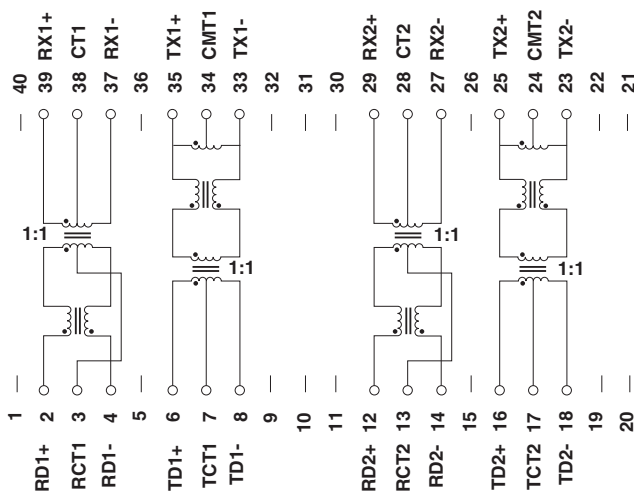 40
39 RX1+
38 CT1
37 RX1-
36
35 TX1+
34 CMT1
33 TX1-
32
31
30
29 RX2+
28 CT2
27 RX2-
26
25 TX2+
24 CMT2
23 TX2-
22
21
1:1
1:1
1:1
1:1
1
RD1+ 2
RCT1 3
RD1- 4
5
TD1+ 6
TCT1 7
TD1- 8
9
10
11
RD2+ 12
RCT2 13
RD2- 14
15
TD2+ 16
TCT2 17
TD2- 18
19
20